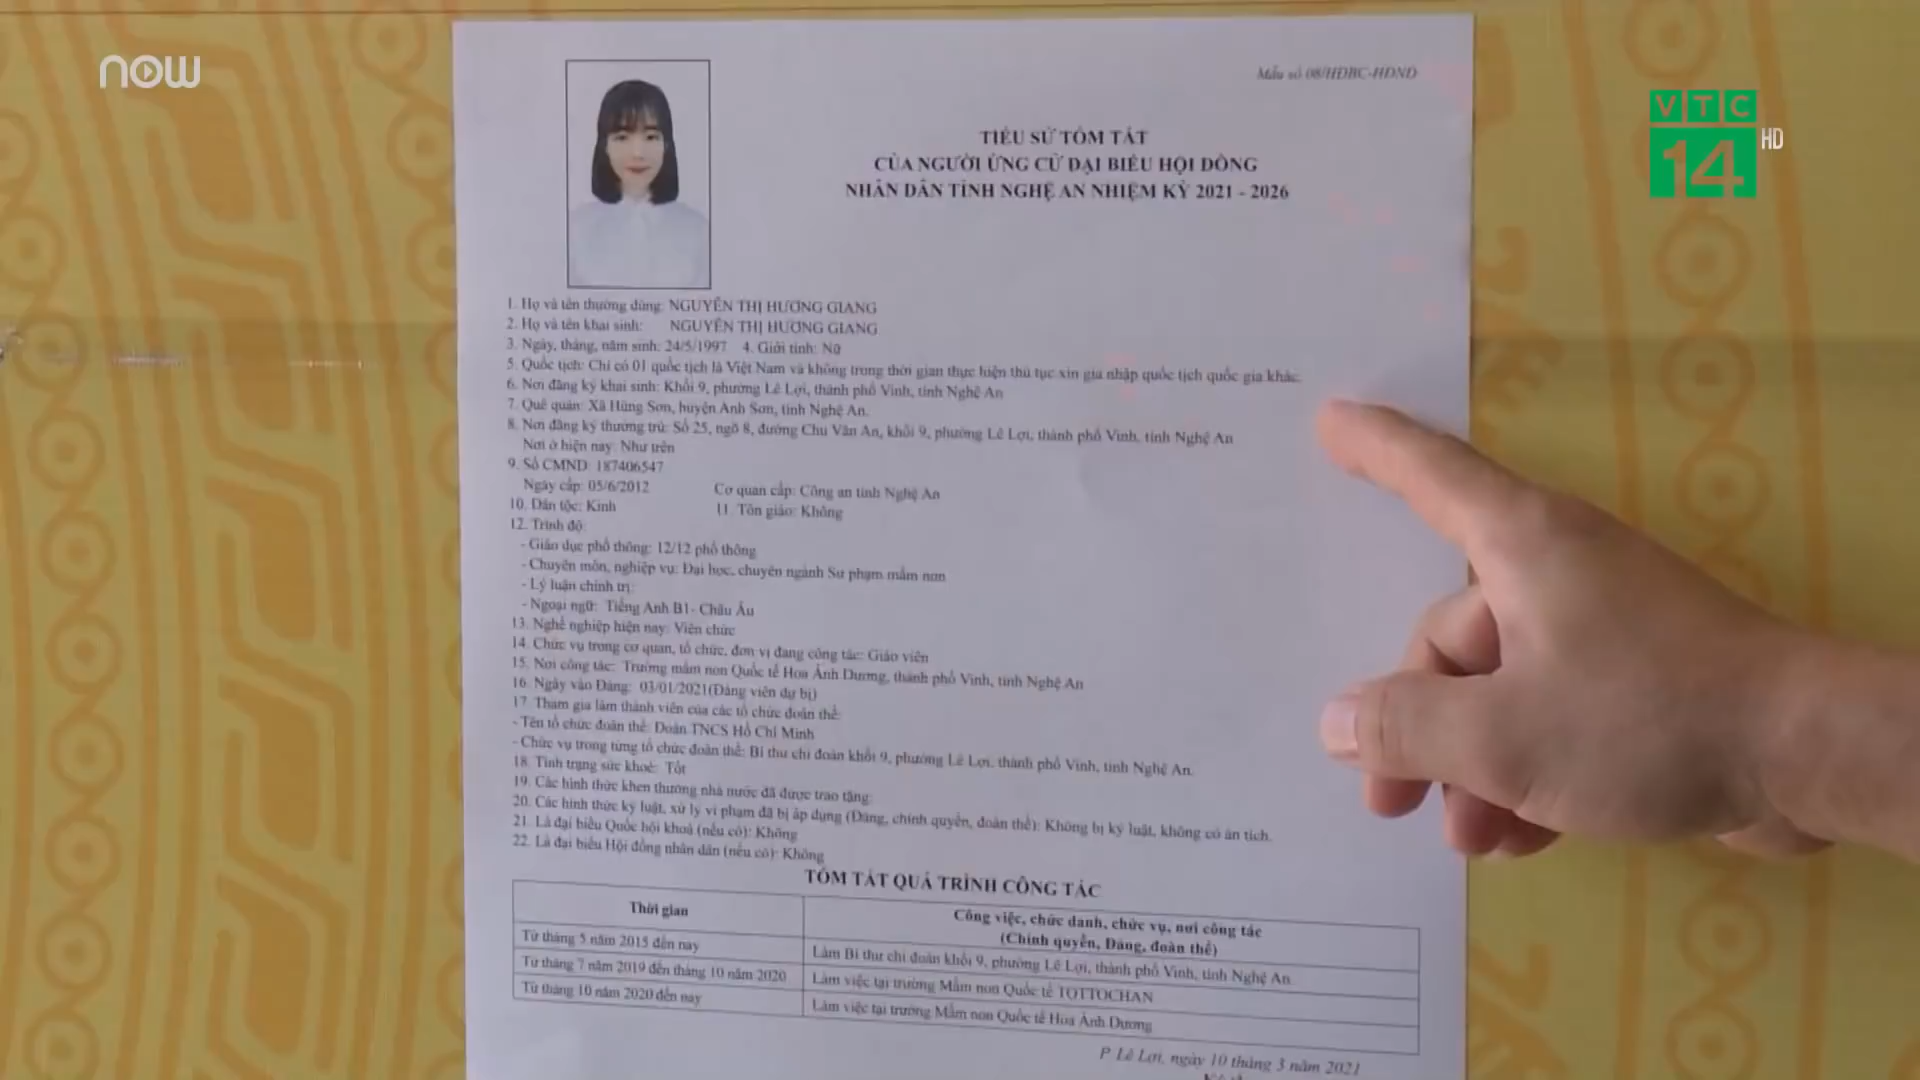 now
VTC
14 HD
Mẫu số 08/HĐBC-HĐND
TIỂU SỬ TÓM TẮT
CỦA NGƯỜI ỨNG CỬ ĐẠI BIỂU HỘI ĐỒNG
NHÂN DÂN TỈNH NGHỆ AN NHIỆM KỲ 2021 - 2026
1. Họ và tên thường dùng: NGUYỄN THỊ HƯƠNG GIANG
2. Họ và tên khai sinh: NGUYỄN THỊ HƯƠNG GIANG
3. Ngày, tháng, năm sinh: 24/5/1997 4. Giới tính: Nữ
5. Quốc tịch: Chỉ có 01 quốc tịch là Việt Nam và không trong thời gian thực hiện thủ tục xin gia nhập quốc tịch quốc gia khác.
6. Nơi đăng ký khai sinh: Khối 9, phường Lê Lợi, thành phố Vinh, tỉnh Nghệ An
7. Quê quán: Xã Hùng Sơn, huyện Anh Sơn, tỉnh Nghệ An.
8. Nơi đăng ký thường trú: Số 25, ngõ 8, đường Chu Văn An, khối 9, phường Lê Lợi, thành phố Vinh, tỉnh Nghệ An
Nơi ở hiện nay: Như trên
9. Số CMND: 187406547
Ngày cấp: 05/6/2012 Cơ quan cấp: Công an tỉnh Nghệ An
10. Dân tộc: Kinh 11. Tôn giáo: Không
12. Trình độ:
- Giáo dục phổ thông: 12/12 phổ thông
- Chuyên môn, nghiệp vụ: Đại học, chuyên ngành Sư phạm mầm non
- Lý luận chính trị:
- Ngoại ngữ: Tiếng Anh B1- Châu Âu
13. Nghề nghiệp hiện nay: Viên chức
14. Chức vụ trong cơ quan, tổ chức, đơn vị đang công tác: Giáo viên
15. Nơi công tác: Trường mầm non Quốc tế Hoa Ánh Dương, thành phố Vinh, tỉnh Nghệ An
16. Ngày vào Đảng: 03/01/2021(Đảng viên dự bị)
17. Tham gia làm thành viên của các tổ chức đoàn thể:
- Tên tổ chức đoàn thể: Đoàn TNCS Hồ Chí Minh
- Chức vụ trong từng tổ chức đoàn thể: Bí thư chi đoàn khối 9, phường Lê Lợi, thành phố Vinh, tỉnh Nghệ An.
18. Tình trạng sức khoẻ: Tốt
19. Các hình thức khen thưởng nhà nước đã được trao tặng:
20. Các hình thức kỷ luật, xử lý vi phạm đã bị áp dụng (Đảng, chính quyền, đoàn thể): Không bị kỷ luật, không có án tích.
21. Là đại biểu Quốc hội khoá (nếu có): Không
22. Là đại biểu Hội đồng nhân dân (nếu có): Không
TÓM TẮT QUÁ TRÌNH CÔNG TÁC
Thời gian
Công việc, chức danh, chức vụ, nơi công tác
(Chính quyền, Đảng, đoàn thể)
Từ tháng 5 năm 2015 đến nay
Làm Bí thư chi đoàn khối 9, phường Lê Lợi, thành phố Vinh, tỉnh Nghệ An
Từ tháng 7 năm 2019 đến tháng 10 năm 2020
Làm việc tại trường Mầm non Quốc tế TOTTOCHAN
Từ tháng 10 năm 2020 đến nay
Làm việc tại trường Mầm non Quốc tế Hoa Ánh Dương
P. Lê Lợi, ngày 10 tháng 3 năm 2021